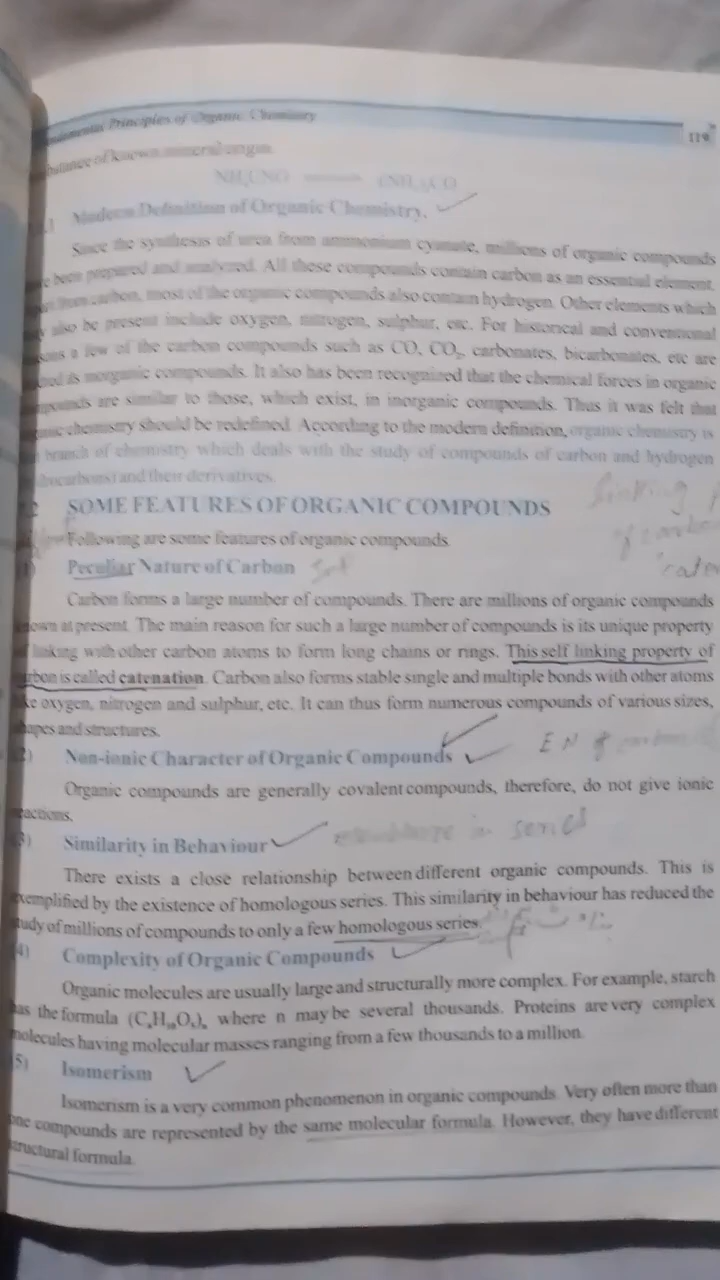 Principles of Organic Chemistry
119
of known mineral origin.
Modern Definition of Organic Chemistry.
Since the synthesis of urea from ammonium cyanate, millions of organic compounds
been prepared and analyzed. All these compounds contain carbon as an essential element.
from carbon, most of the organic compounds also contain hydrogen. Other elements which
also be present include oxygen, nitrogen, sulphur, etc. For historical and conventional
a few of the carbon compounds such as CO, CO₂, carbonates, bicarbonates, etc are
as inorganic compounds. It also has been recognized that the chemical forces in organic
are similar to those, which exist, in inorganic compounds. Thus it was felt that
chemistry should be redefined. According to the modern definition, organic chemistry is
branch of chemistry which deals with the study of compounds of carbon and hydrogen
and their derivatives.
SOME FEATURES OF ORGANIC COMPOUNDS
linking
of
Following are some features of organic compounds.
Peculiar Nature of Carbon
Self
Carbon forms a large number of compounds. There are millions of organic compounds
at present. The main reason for such a large number of compounds is its unique property
linking with other carbon atoms to form long chains or rings. This self linking property of
is called catenation. Carbon also forms stable single and multiple bonds with other atoms
oxygen, nitrogen and sulphur, etc. It can thus form numerous compounds of various sizes,
and structures.
Non-ionic Character of Organic Compounds
EN of
Organic compounds are generally covalent compounds, therefore, do not give ionic
3) Similarity in Behaviour
in series
There exists a close relationship between different organic compounds. This is
exemplified by the existence of homologous series. This similarity in behaviour has reduced the
of millions of compounds to only a few homologous series.
4) Complexity of Organic Compounds
Organic molecules are usually large and structurally more complex. For example, starch
has the formula where n may be several thousands. Proteins are very complex
molecules having molecular masses ranging from a few thousands to a million.
5) Isomerism
Isomerism is a very common phenomenon in organic compounds. Very often more than
one compounds are represented by the same molecular formula. However, they have different
structural formula.